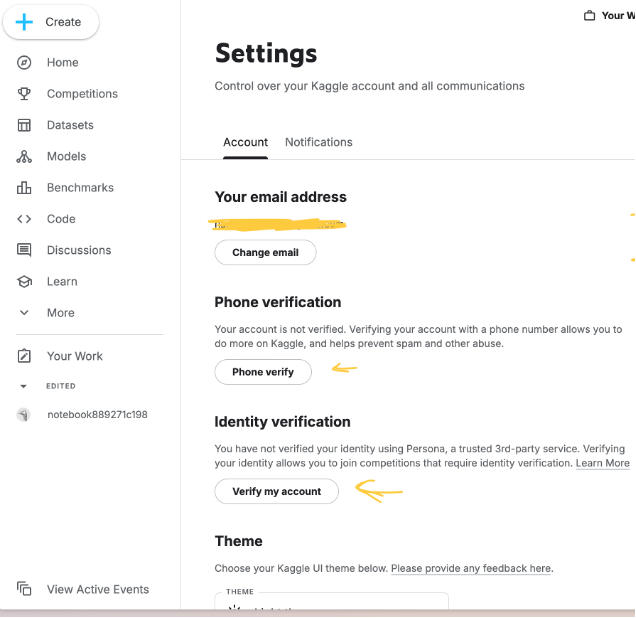 Create
Your W
Home
Competitions
Datasets
Models
Benchmarks
Code
Discussions
Learn
More
Your Work
EDITED
notebook889271c198
View Active Events
Settings
Control over your Kaggle account and all communications
Account Notifications
Your email address
Change email
Phone verification
Your account is not verified. Verifying your account with a phone number allows you to
do more on Kaggle, and helps prevent spam and other abuse.
Phone verify
Identity verification
You have not verified your identity using Persona, a trusted 3rd-party service. Verifying
your identity allows you to join competitions that require identity verification. Learn More
Verify my account
Theme
Choose your Kaggle UI theme below. Please provide any feedback here.
THEME